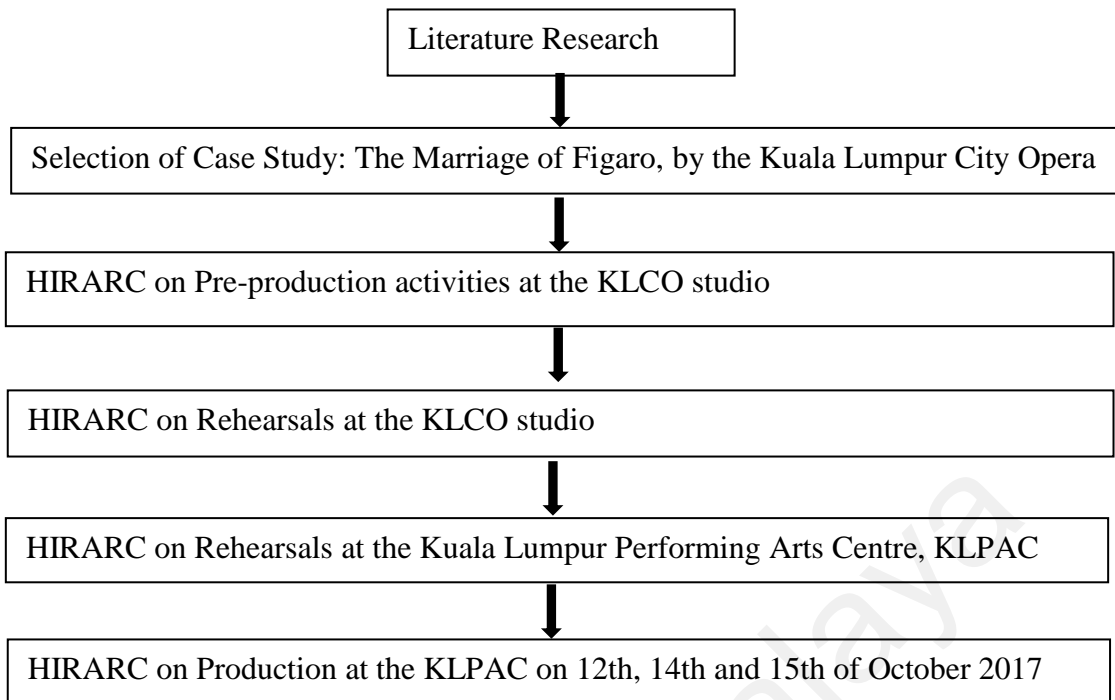 Literature Research
Selection of Case Study: The Marriage of Figaro, by the Kuala Lumpur City Opera
HIRARC on Pre-production activities at the KLCO studio
HIRARC on Rehearsals at the KLCO studio
HIRARC on Rehearsals at the Kuala Lumpur Performing Arts Centre, KLPAC
HIRARC on Production at the KLPAC on 12th, 14th and 15th of October 2017